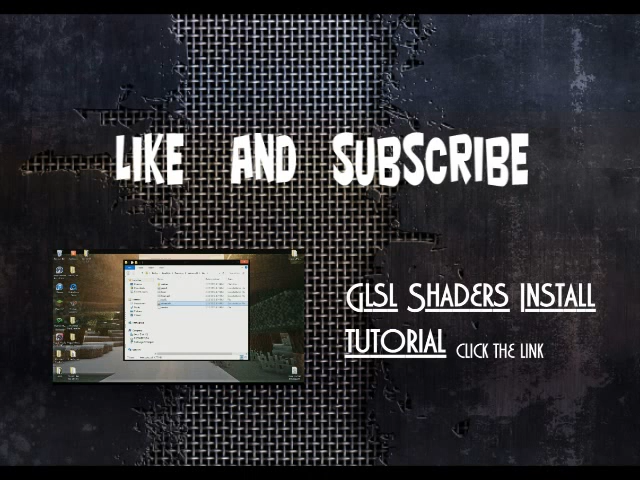 LIKE AND SUBSCRIBE
GLSL SHADERS INSTALL
TUTORIAL CLICK THE LINK